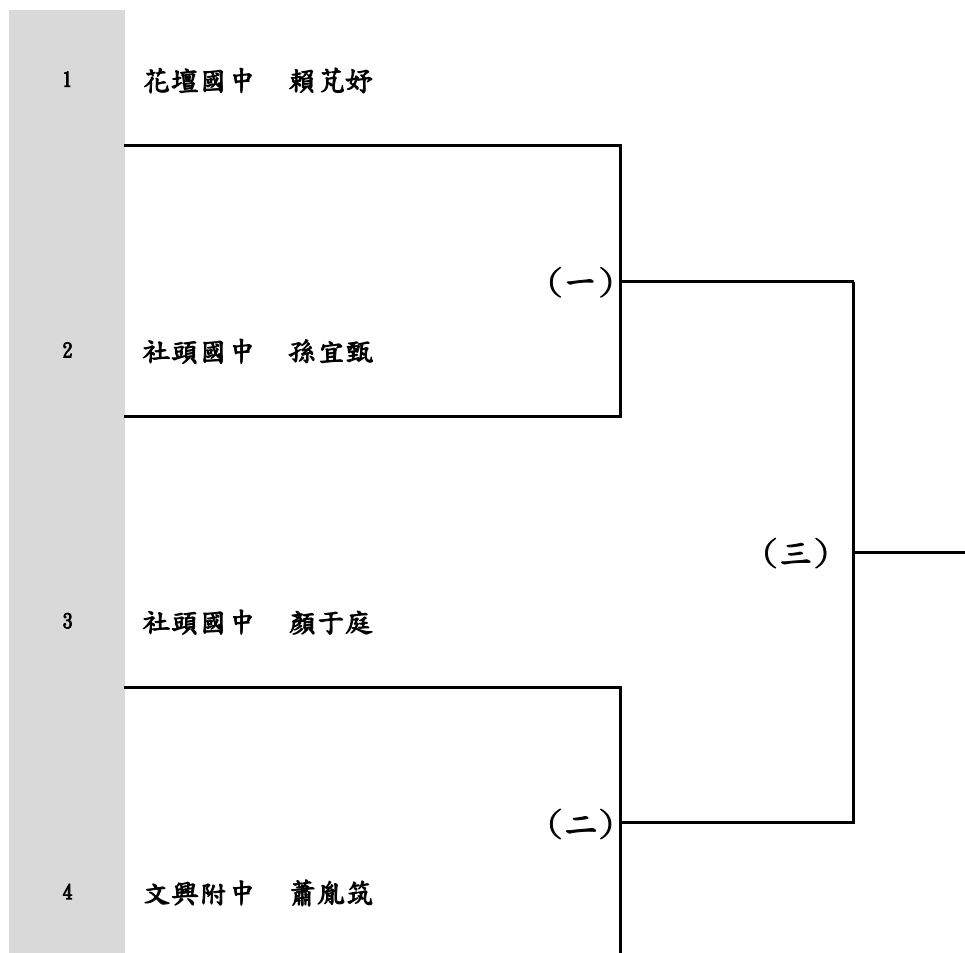 1 花壇國中 賴芃妤
(一)
2 社頭國中 孫宜甄
(三)
3 社頭國中 顏于庭
(二)
4 文興附中 蕭胤筑